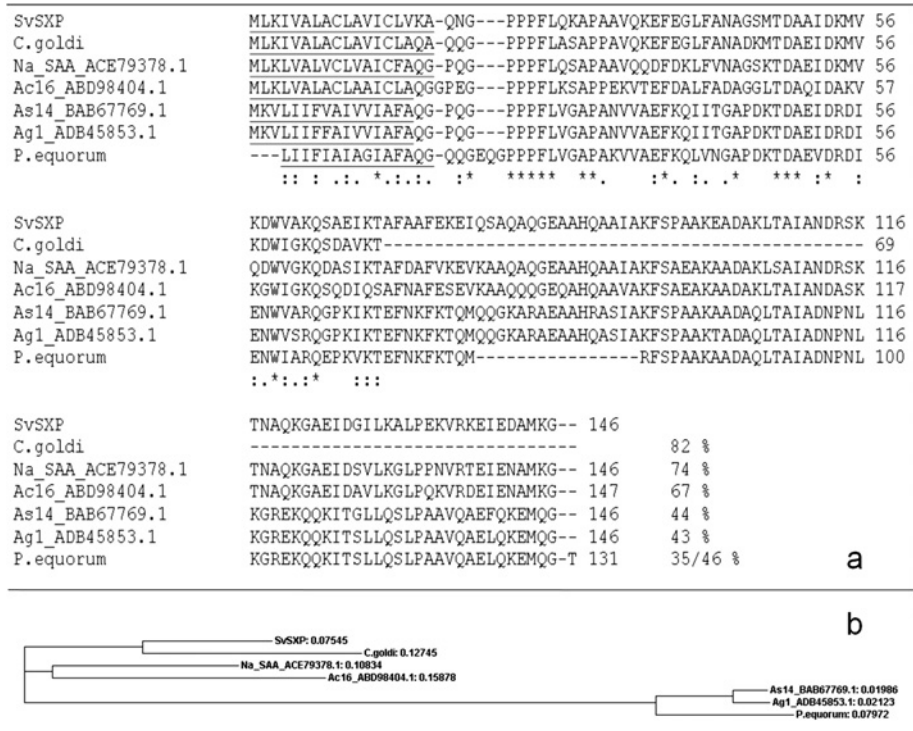 SvSXP MLKIVALACLAVICLVKA-QNG---PPPFLQKAPAAVQKEFEGLFANAGSMTDAAIDKMV 56
C.goldi MLKIVALACLAVICLAQA-QQG---PPPFLASAPPAVQKEFEGLFANADKMTDAEIDKMV 56
Na_SAA_ACE79378.1 MLKLVALVCLVAICFAQG-PQG---PPPFLQSAPAAVQQDFDKLFVNAGSKTDAEIDKMV 56
Ac16_ABD98404.1 MLKLVALACLAAICLAQGGPEG---PPPFLKSAPPEKVTEFDALFADAGGLTDAQIDAKV 57
As14_BAB67769.1 MKVLIIFVAIVVIAFAQG-PQG---PPPFLVGAPANVVAEFKQIITGAPDKTDAEIDRDI 56
Ag1_ADB45853.1 MKVLIIFFAIVVIAFAQG-PQG---PPPFLVGAPANVVAEFKQIITGAPDKTDAEIDRDI 56
P.equorum ---LIIFIAIAGIAFAQG-QQGEQGPPPFLVGAPAKVVAEFKQLVNGAPDKTDAEVDRDI 56
:: : .:. *.:.:. :* ***** **. :*. :. .* *** :* :
SvSXP KDWVAKQSAEIKTAFAAFEKEIQSAQAQGEAAHQAAIAKFSPAAKEADAKLTAIANDRSK 116
C.goldi KDWIGKQSDAVKT----------------------------------------------- 69
Na_SAA_ACE79378.1 QDWVGKQDASIKTAFDAFVKEVKAAQAQGEAAHQAAIAKFSAEAKAADAKLSAIANDRSK 116
Ac16_ABD98404.1 KGWIGKQSQDIQSAFNAFESEVKAAQQQGEQAHQAAVAKFSAEAKAADAKLTAIANDASK 117
As14_BAB67769.1 ENWVARQGPKIKTEFNKFKTQMQQGKARAEAAHRASIAKFSPAAKAADAQLTAIADNPNL 116
Ag1_ADB45853.1 ENWVSRQGPKIKTEFNKFKTQMQQGKARAEAAHQASIAKFSPAAKTADAQLTAIADNPNL 116
P.equorum ENWIARQEPKVKTEFNKFKTQM----------------RFSPAAKAADAQLTAIADNPNL 100
:.*:.:* :::
SvSXP TNAQKGAEIDGILKALPEKVRKEIEDAMKG-- 146
C.goldi -------------------------------- 82 %
Na_SAA_ACE79378.1 TNAQKGAEIDSVLKGLPPNVRTEIENAMKG-- 146 74 %
Ac16_ABD98404.1 TNAQKGAEIDAVLKGLPQKVRDEIENAMKG-- 147 67 %
As14_BAB67769.1 KGREKQQKITGLLQSLPAAVQAEFQKEMQG-- 146 44 %
Ag1_ADB45853.1 KGREKQQKITSLLQSLPAAVQAELQKEMQG-- 146 43 %
P.equorum KGREKQQKITSLLQSLPAAVQAELQKEMQG-T 131 35/46 %
a
b
SvSXP: 0.07545
C.goldi: 0.12745
Na_SAA_ACE79378.1: 0.10834
Ac16_ABD98404.1: 0.15878
As14_BAB67769.1: 0.01986
Ag1_ADB45853.1: 0.02123
P.equorum: 0.07972